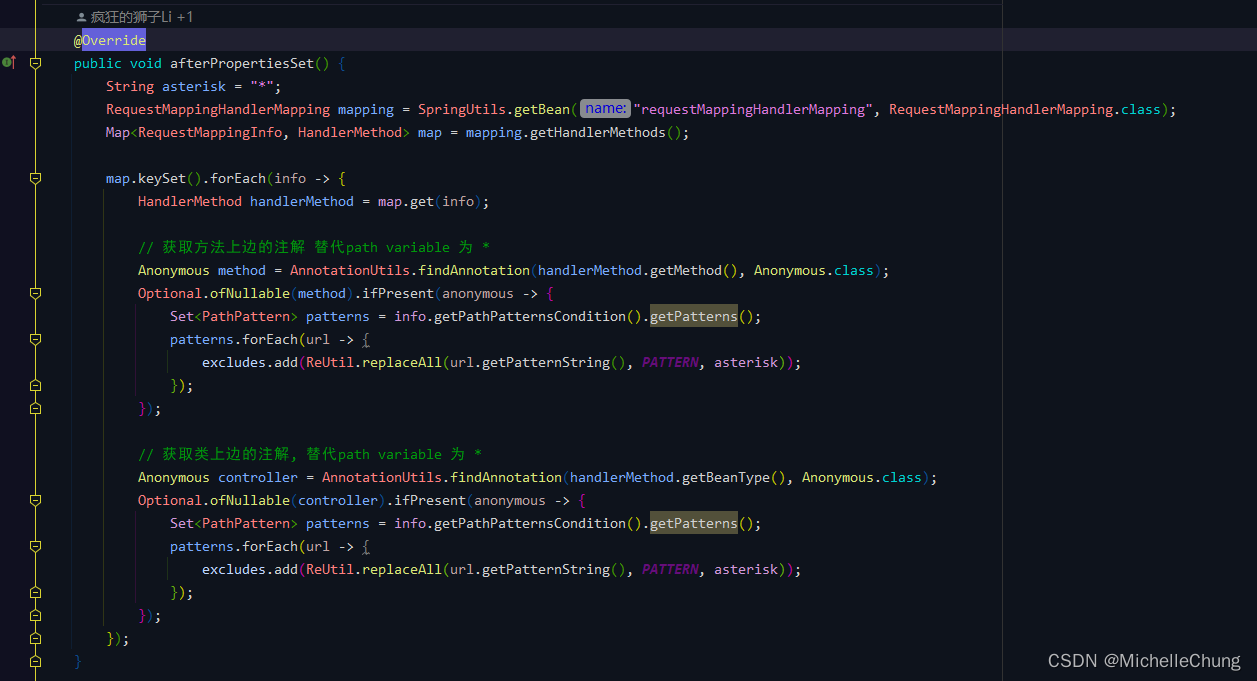 疯狂的狮子Li +1
@Override
public void afterPropertiesSet() {
String asterisk = "*";
RequestMappingHandlerMapping mapping = SpringUtils.getBean( name: "requestMappingHandlerMapping", RequestMappingHandlerMapping.class);
Map<RequestMappingInfo, HandlerMethod> map = mapping.getHandlerMethods();
map.keySet().forEach(info -> {
HandlerMethod handlerMethod = map.get(info);
// 获取方法上边的注解 替代path variable 为 *
Anonymous method = AnnotationUtils.findAnnotation(handlerMethod.getMethod(), Anonymous.class);
Optional.ofNullable(method).ifPresent(anonymous -> {
Set<PathPattern> patterns = info.getPathPatternsCondition().getPatterns();
patterns.forEach(url -> {
excludes.add(ReUtil.replaceAll(url.getPatternString(), PATTERN, asterisk));
});
});
// 获取类上边的注解, 替代path variable 为 *
Anonymous controller = AnnotationUtils.findAnnotation(handlerMethod.getBeanType(), Anonymous.class);
Optional.ofNullable(controller).ifPresent(anonymous -> {
Set<PathPattern> patterns = info.getPathPatternsCondition().getPatterns();
patterns.forEach(url -> {
excludes.add(ReUtil.replaceAll(url.getPatternString(), PATTERN, asterisk));
});
});
});
}
CSDN @MichelleChung